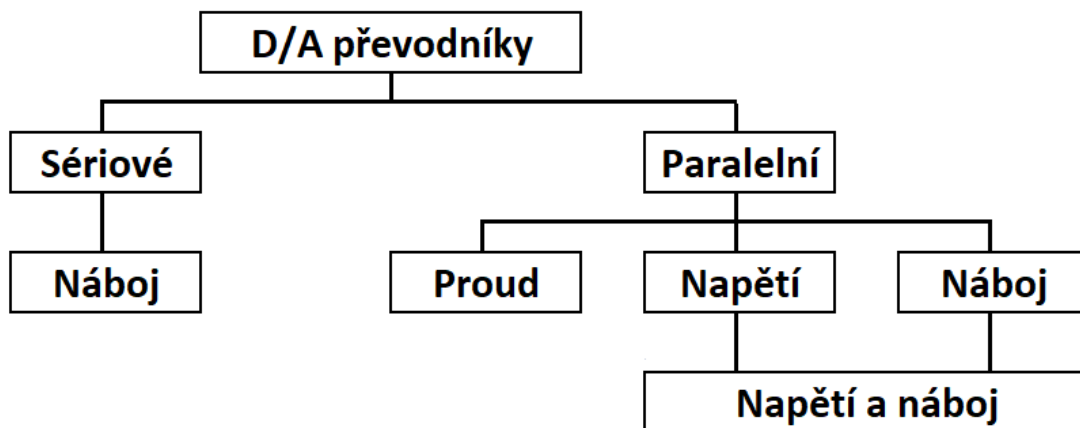 D/A převodníky
Sériové
Paralelní
Náboj
Proud
Napětí
Náboj
Napětí a náboj